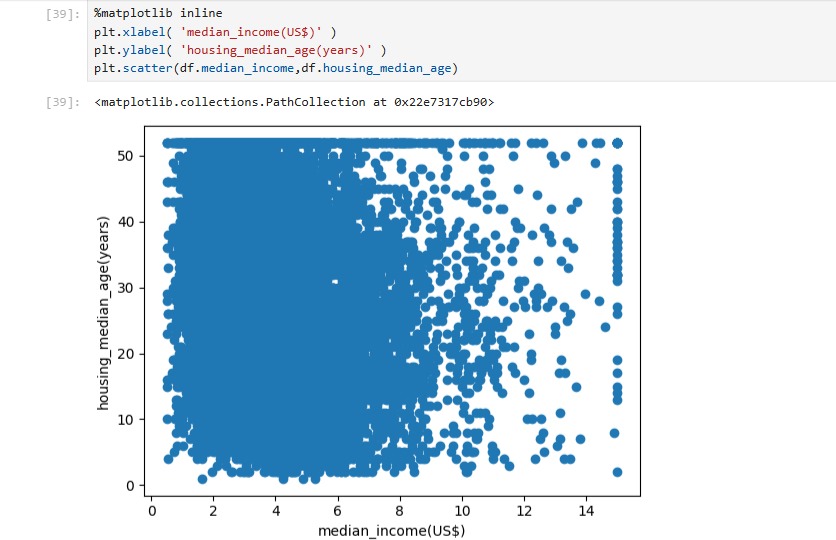 [39]: %matplotlib inline
plt.xlabel( 'median_income(US$)' )
plt.ylabel( 'housing_median_age(years)' )
plt.scatter(df.median_income,df.housing_median_age)
[39]: <matplotlib.collections.PathCollection at 0x22e7317cb90>
housing_median_age(years)
50
40
30
20
10
0
0 2 4 6 8 10 12 14
median_income(US$)